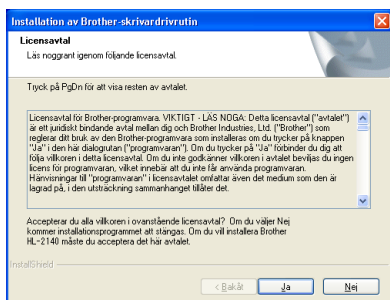 Installation av Brother-skrivardrivrutin
Licensavtal
Läs noggrant igenom följande licensavtal.
Tryck på PgDn för att visa resten av avtalet.
Licensavtal för Brother-programvara. VIKTIGT - LÄS NOGA: Detta licensavtal ("avtalet")
är ett juridiskt bindande avtal mellan dig och Brother Industries, Ltd. ("Brother") som
reglerar ditt bruk av den Brother-programvara som installeras om du trycker på knappen
"Ja" i den här dialogrutan ("programvaran"). Om du trycker på "Ja" förbinder du dig att
följa villkoren i detta licensavtal. Om du inte godkänner villkoren i avtalet beviljas du ingen
licens för programvaran, vilket innebär att du inte får använda programvaran.
Hänvisningar till "programvaran" i licensavtalet omfattar även det medium som den är
lagrad på, i den utsträckning sammanhanget tillåter det.
Accepterar du alla villkoren i ovanstående licensavtal? Om du väljer Nej
kommer installationsprogrammet att stängas. Om du vill installera Brother
HL-2140 måste du acceptera det här avtalet.
InstallShield
< Bakåt Ja Nej